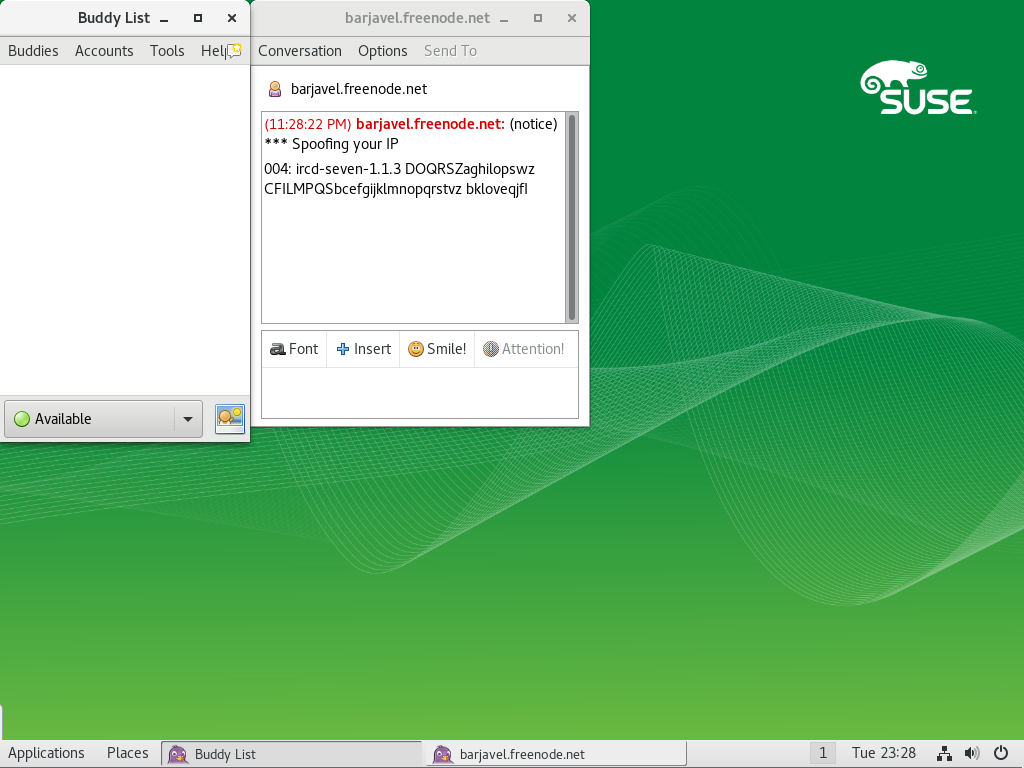 Buddy List
Buddies Accounts Tools Help
Available
barjavel.freenode.net
Conversation Options Send To
barjavel.freenode.net
(11:28:22 PM) barjavel.freenode.net: (notice)
*** Spoofing your IP
004: ircd-seven-1.1.3 DOQRSZaghilopswz
CFILMPQSbcefgijklmnopqrstvz bkloveqjfI
Font Insert Smile! Attention!
SUSE
Applications Places Buddy List barjavel.freenode.net 1 Tue 23:28